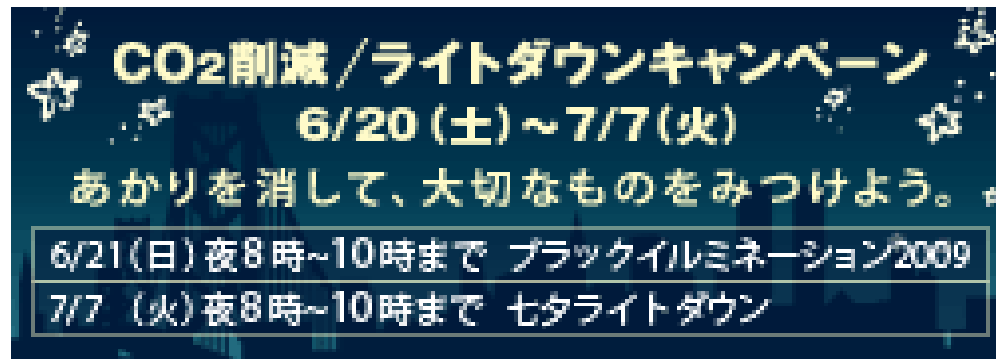 CO2削減/ライトダウンキャンペーン
6/20(土)~7/7(火)
あかりを消して、大切なものをみつけよう。
6/21(日)夜8時~10時まで ブラックイルミネーション2009
7/7 (火)夜8時~10時まで 七夕ライトダウン